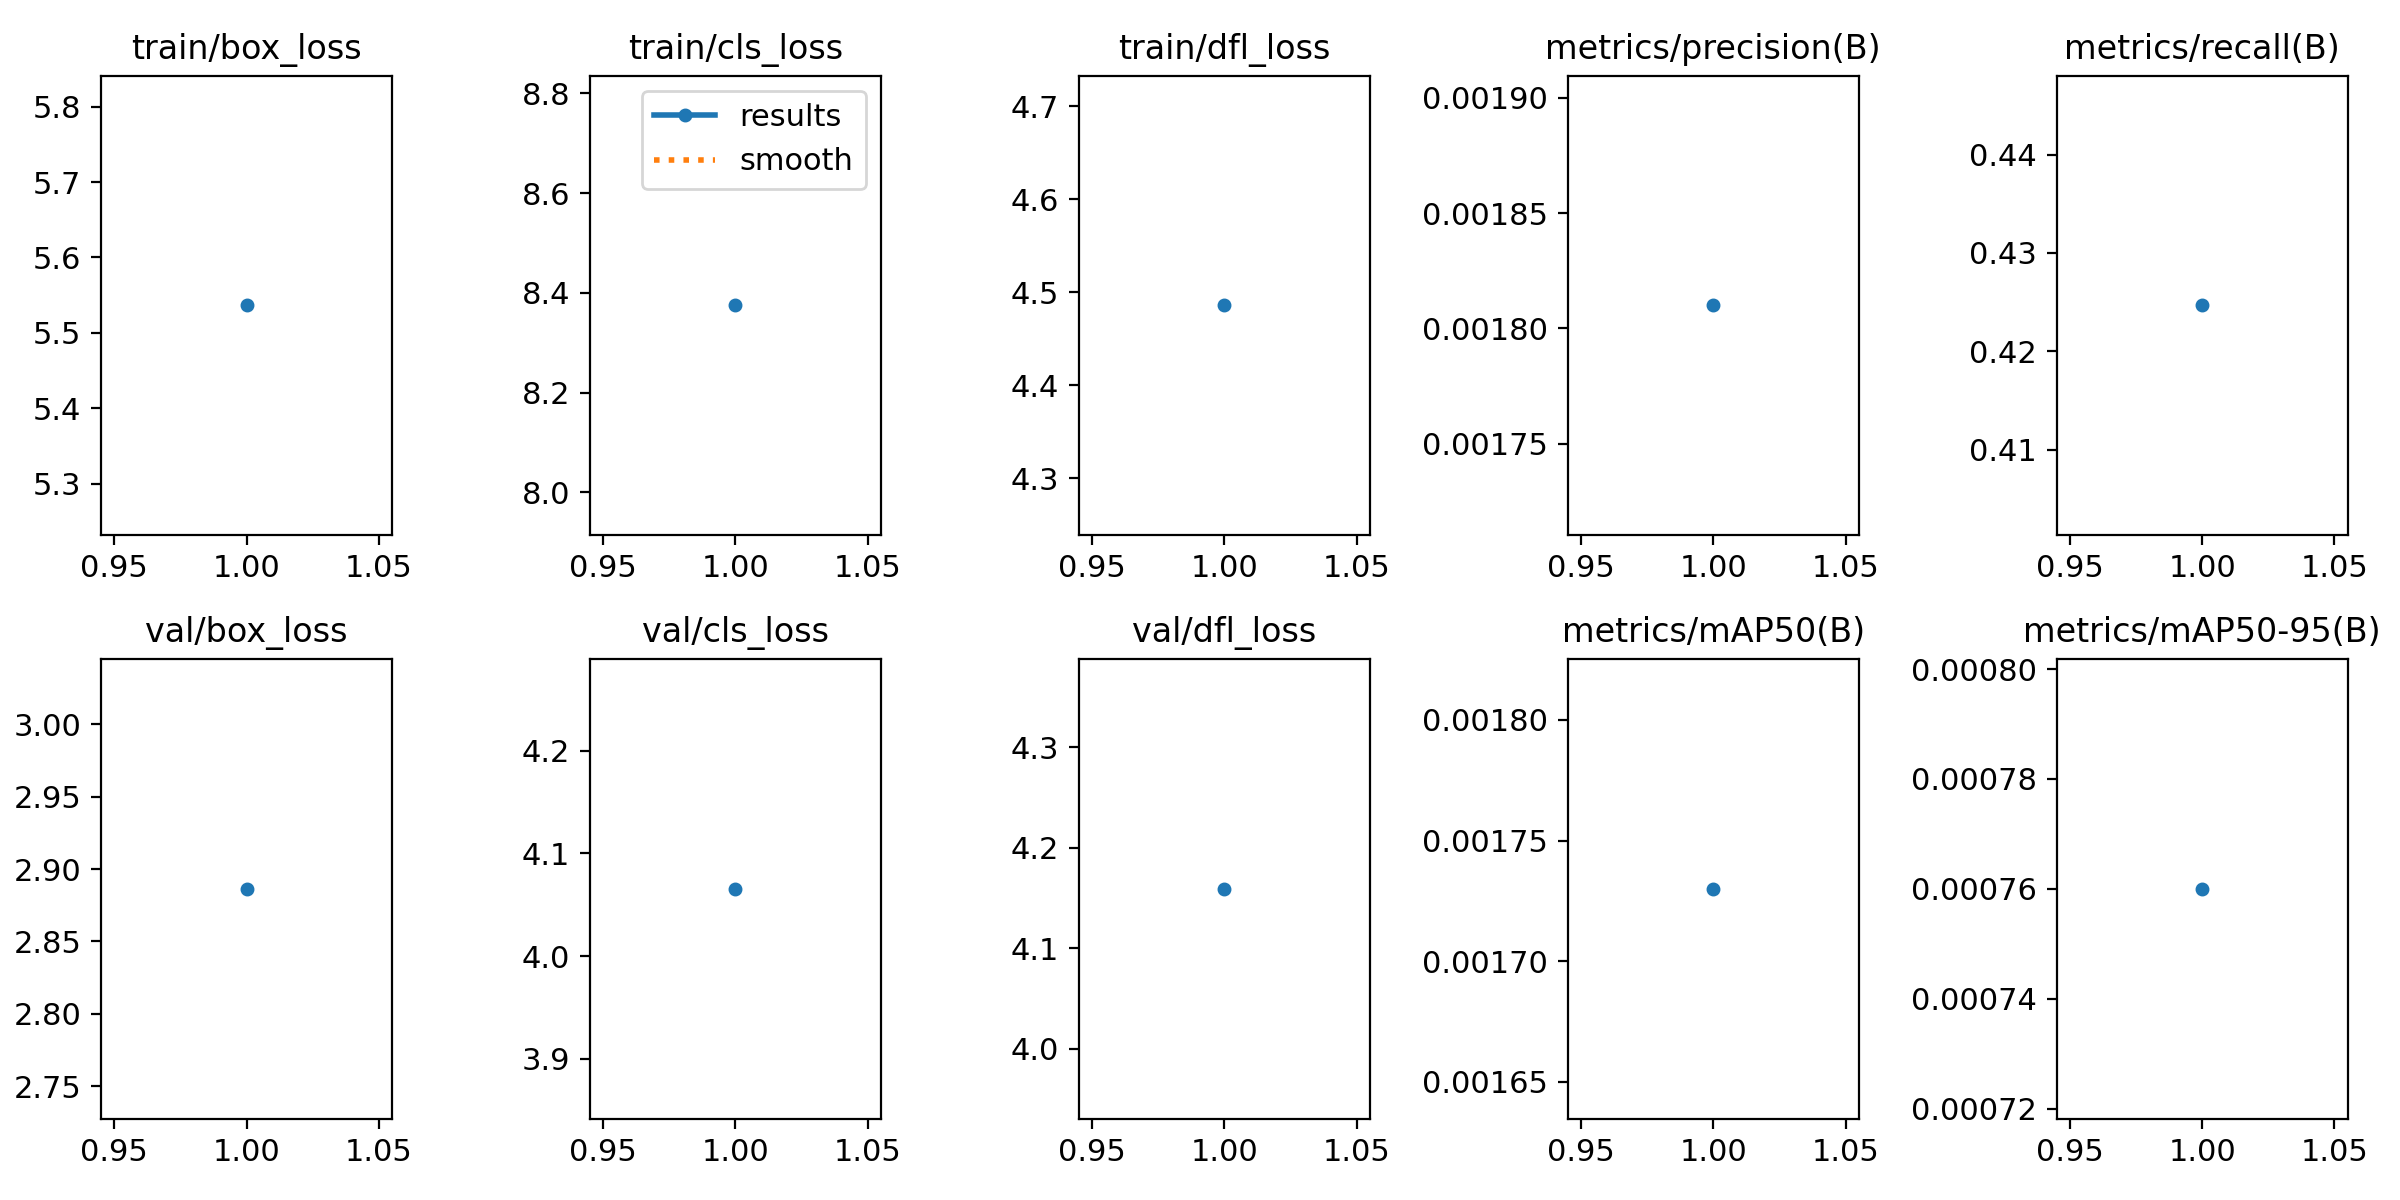 train/box_loss
5.8
5.7
5.6
5.5
5.4
5.3
0.95 1.00 1.05
train/cls_loss
8.8
8.6
8.4
8.2
8.0
results
smooth
0.95 1.00 1.05
train/dfl_loss
4.7
4.6
4.5
4.4
4.3
0.95 1.00 1.05
metrics/precision(B)
0.00190
0.00185
0.00180
0.00175
0.95 1.00 1.05
metrics/recall(B)
0.44
0.43
0.42
0.41
0.95 1.00 1.05
val/box_loss
3.00
2.95
2.90
2.85
2.80
2.75
0.95 1.00 1.05
val/cls_loss
4.2
4.1
4.0
3.9
0.95 1.00 1.05
val/dfl_loss
4.3
4.2
4.1
4.0
0.95 1.00 1.05
metrics/mAP50(B)
0.00180
0.00175
0.00170
0.00165
0.95 1.00 1.05
metrics/mAP50-95(B)
0.00080
0.00078
0.00076
0.00074
0.00072
0.95 1.00 1.05